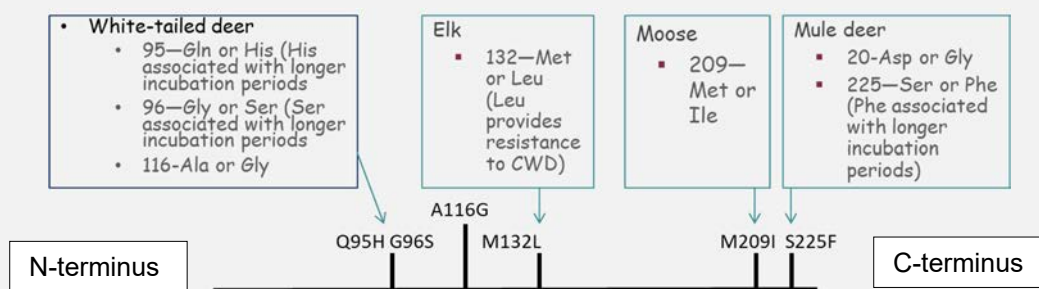 • White-tailed deer
• 95—Gln or His (His
associated with longer
incubation periods
• 96—Gly or Ser (Ser
associated with longer
incubation periods
• 116-Ala or Gly
Elk
▪ 132—Met
or Leu
(Leu
provides
resistance
to CWD)
Moose
▪ 209—
Met or
Ile
Mule deer
▪ 20-Asp or Gly
▪ 225—Ser or Phe
(Phe associated
with longer
incubation
periods)
A116G
Q95H G96S
M132L
M209I S225F
N-terminus
C-terminus